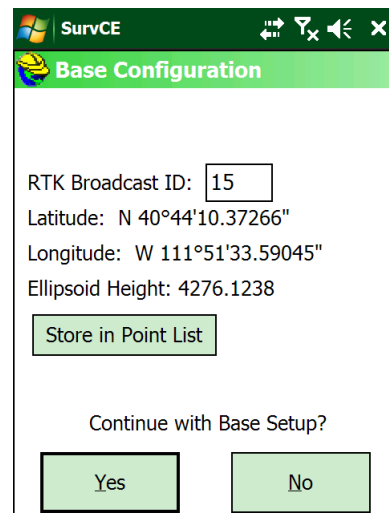 SurvCE
Base Configuration
RTK Broadcast ID: 15
Latitude: N 40°44'10.37266"
Longitude: W 111°51'33.59045"
Ellipsoid Height: 4276.1238
Store in Point List
Continue with Base Setup?
Yes No